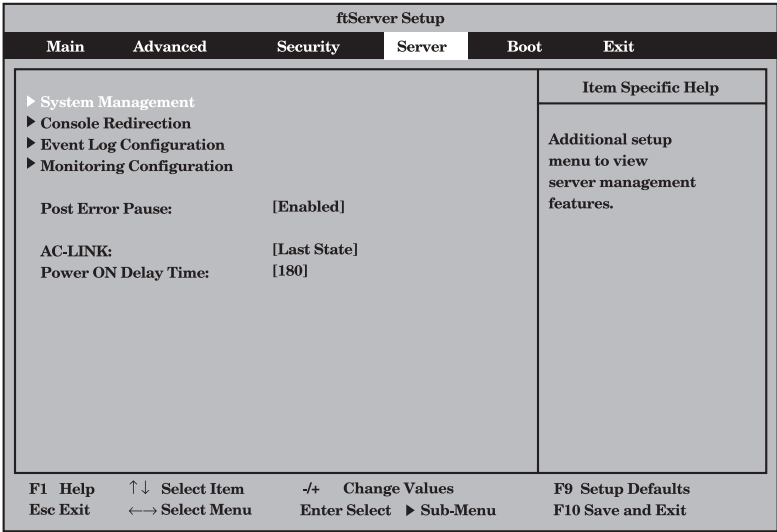 ftServer Setup
Main Advanced Security Server Boot Exit
▶ System Management
▶ Console Redirection
▶ Event Log Configuration
▶ Monitoring Configuration
Post Error Pause: [Enabled]
AC-LINK: [Last State]
Power ON Delay Time: [180]
Item Specific Help
Additional setup
menu to view
server management
features.
F1 Help ↑↓ Select Item -/+ Change Values F9 Setup Defaults
Esc Exit ←→ Select Menu Enter Select ▶ Sub-Menu F10 Save and Exit